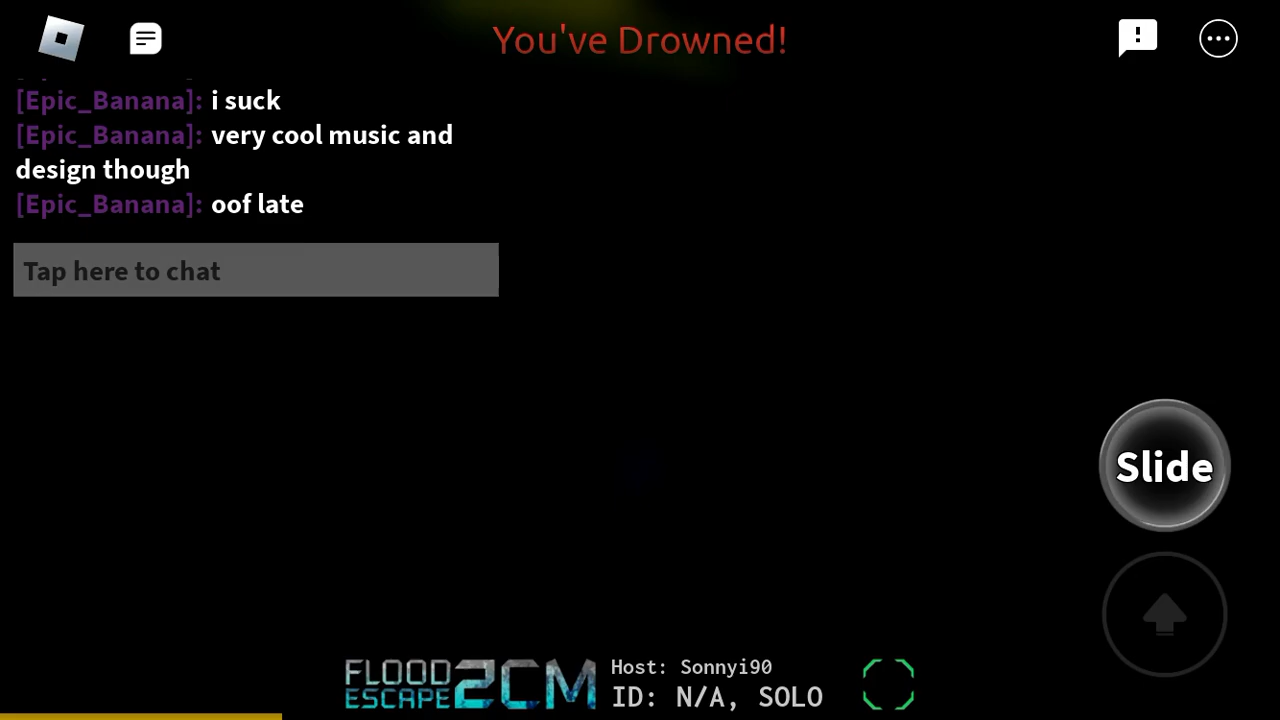 You've Drowned!
[Epic_Banana]: i suck
[Epic_Banana]: very cool music and
design though
[Epic_Banana]: oof late
Tap here to chat
Slide
FLOOD
ESCAPE 2CM
Host: Sonnyi90
ID: N/A, SOLO